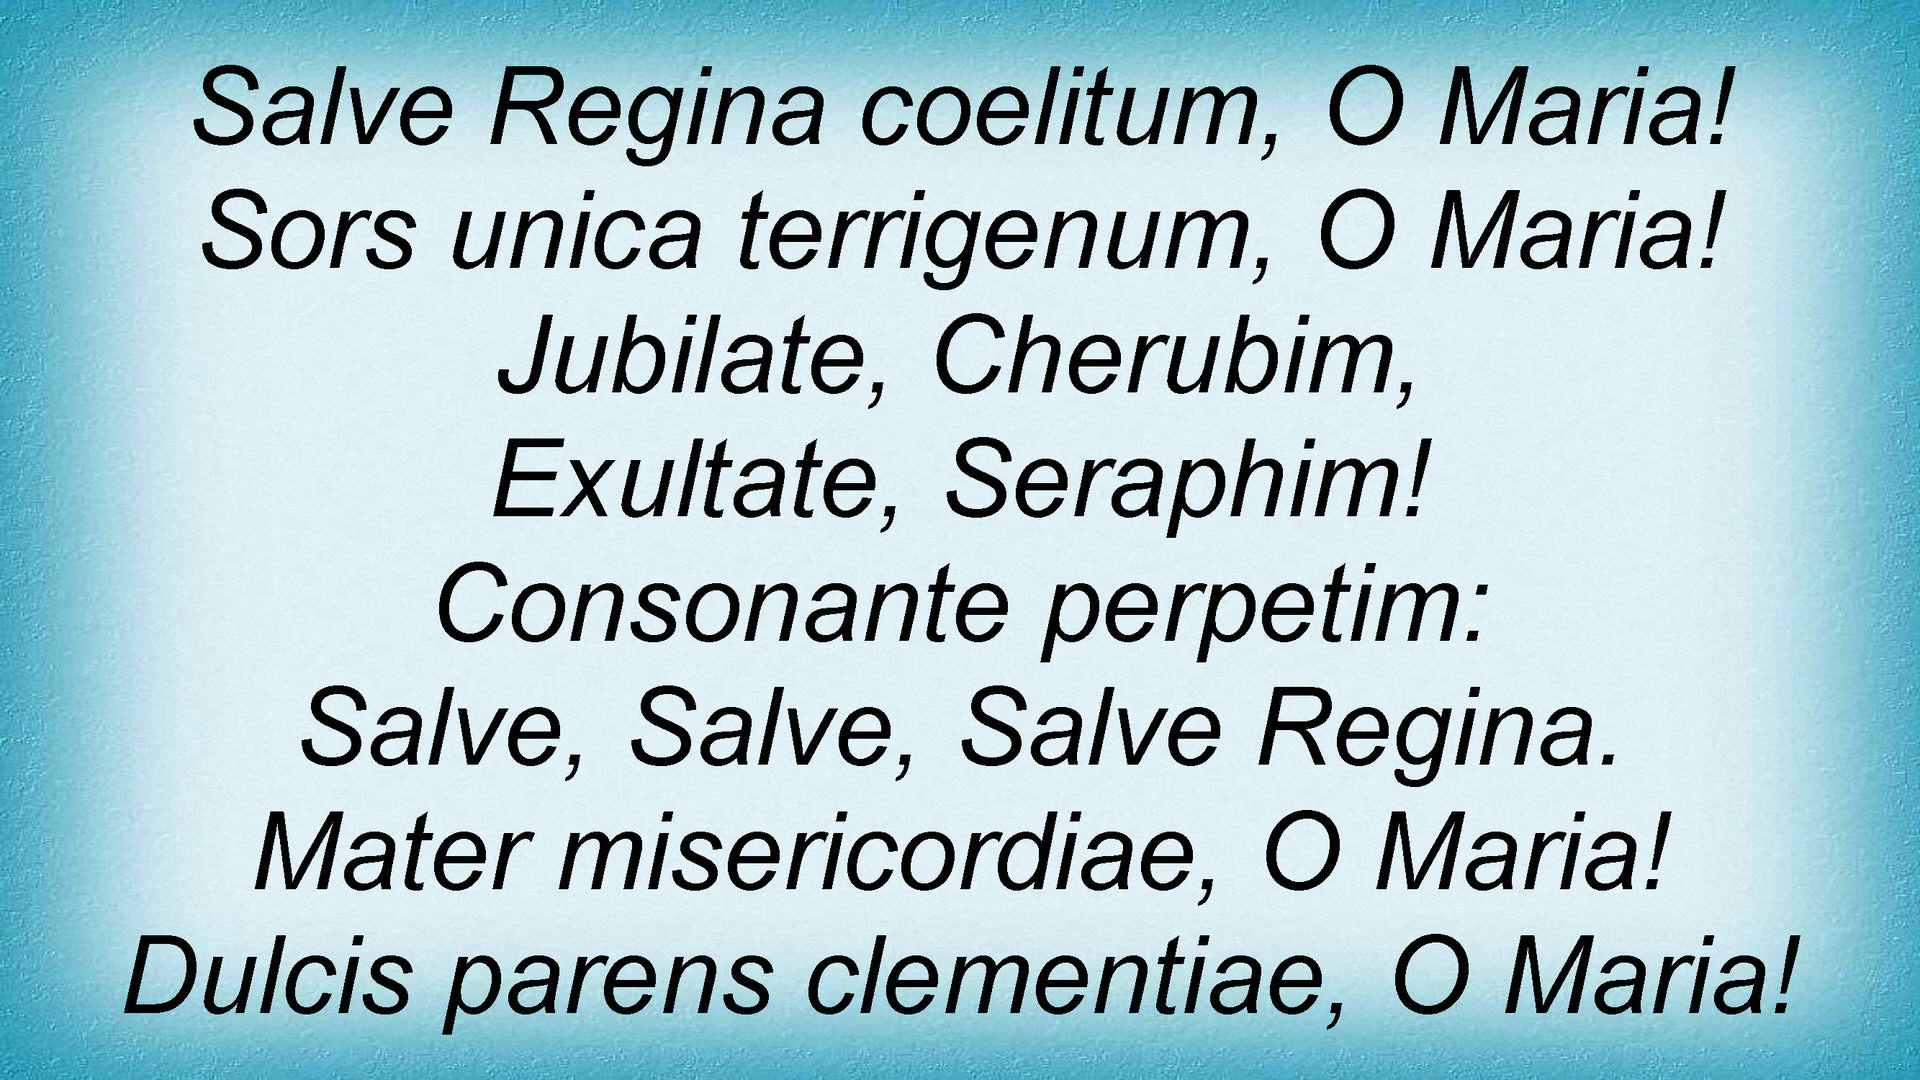 Salve Regina coelitum, O Maria!
Sors unica terrigenum, O Maria!
Jubilate, Cherubim,
Exultate, Seraphim!
Consonante perpetim:
Salve, Salve, Salve Regina.
Mater misericordiae, O Maria!
Dulcis parens clementiae, O Maria!